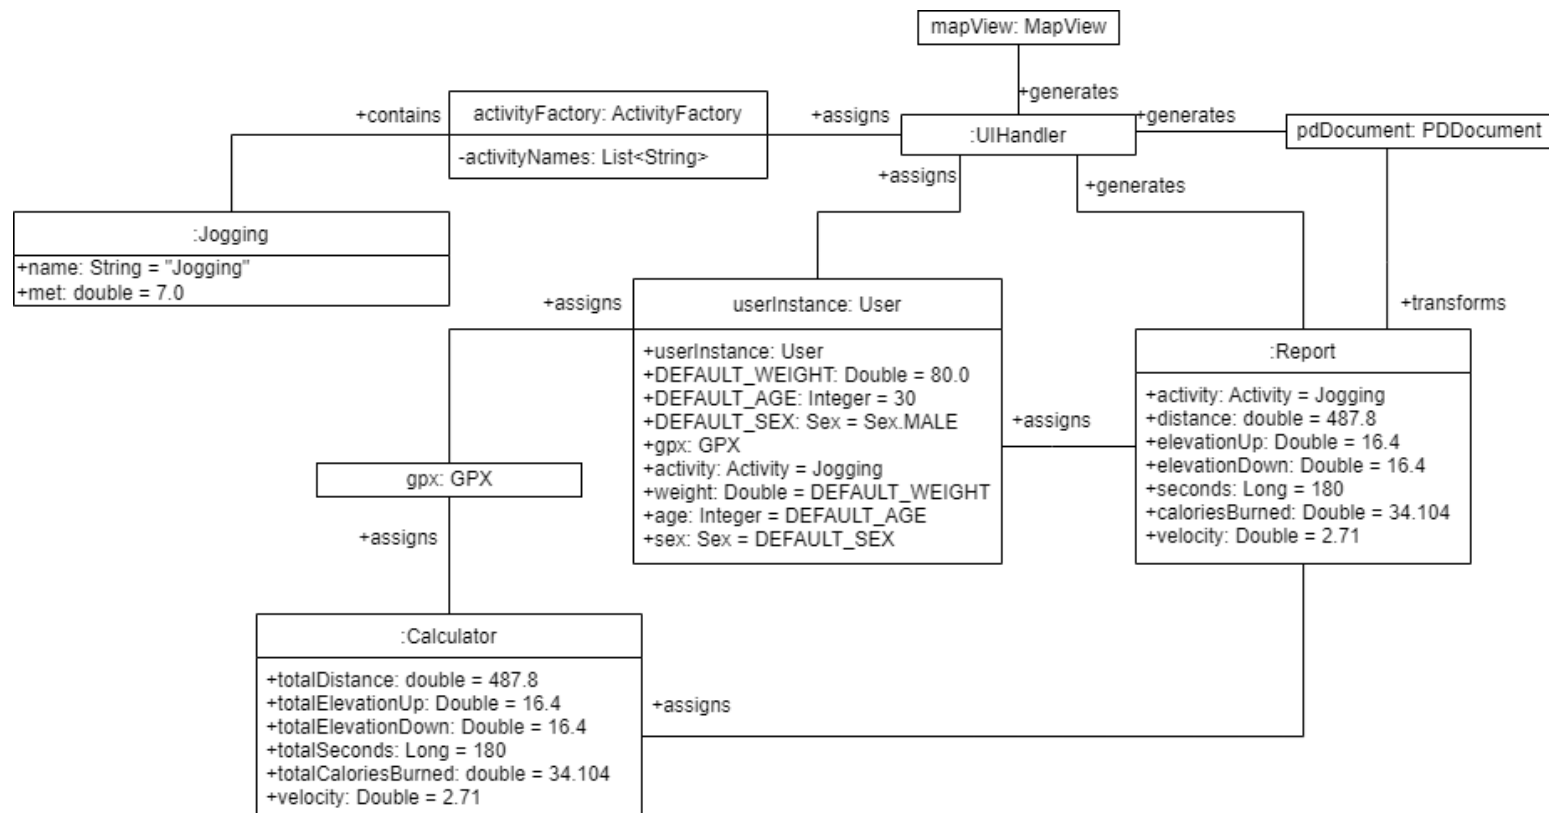 mapView: MapView
+generates
+contains
activityFactory: ActivityFactory
-activityNames: List<String>
+assigns
:UIHandler
+generates
pdDocument: PDDocument
+assigns
+generates
:Jogging
+name: String = "Jogging"
+met: double = 7.0
+assigns
userInstance: User
+userInstance: User
+DEFAULT_WEIGHT: Double = 80.0
+DEFAULT_AGE: Integer = 30
+DEFAULT_SEX: Sex = Sex.MALE
+gpx: GPX
+activity: Activity = Jogging
+weight: Double = DEFAULT_WEIGHT
+age: Integer = DEFAULT_AGE
+sex: Sex = DEFAULT_SEX
+transforms
:Report
+activity: Activity = Jogging
+distance: double = 487.8
+elevationUp: Double = 16.4
+elevationDown: Double = 16.4
+seconds: Long = 180
+caloriesBurned: Double = 34.104
+velocity: Double = 2.71
+assigns
gpx: GPX
+assigns
:Calculator
+totalDistance: double = 487.8
+totalElevationUp: Double = 16.4
+totalElevationDown: Double = 16.4
+totalSeconds: Long = 180
+totalCaloriesBurned: double = 34.104
+velocity: Double = 2.71
+assigns